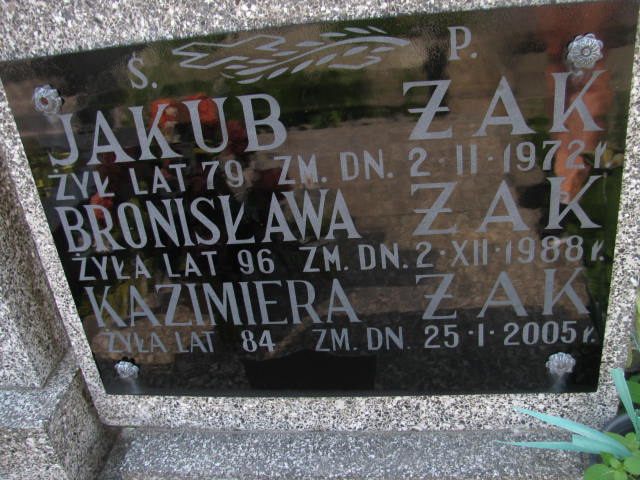 Ś. P.
JAKUB ŻAK
ŻYŁ LAT 79 ZM. DN. 2·II·1972 r.
BRONISŁAWA ŻAK
ŻYŁA LAT 96 ZM. DN. 2·XII·1988 r.
KAZIMIERA ŻAK
ŻYŁA LAT 84 ZM. DN. 25·I·2005 r.